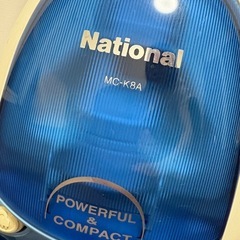 National
MC-K8A
POWERFUL
&
COMPACT